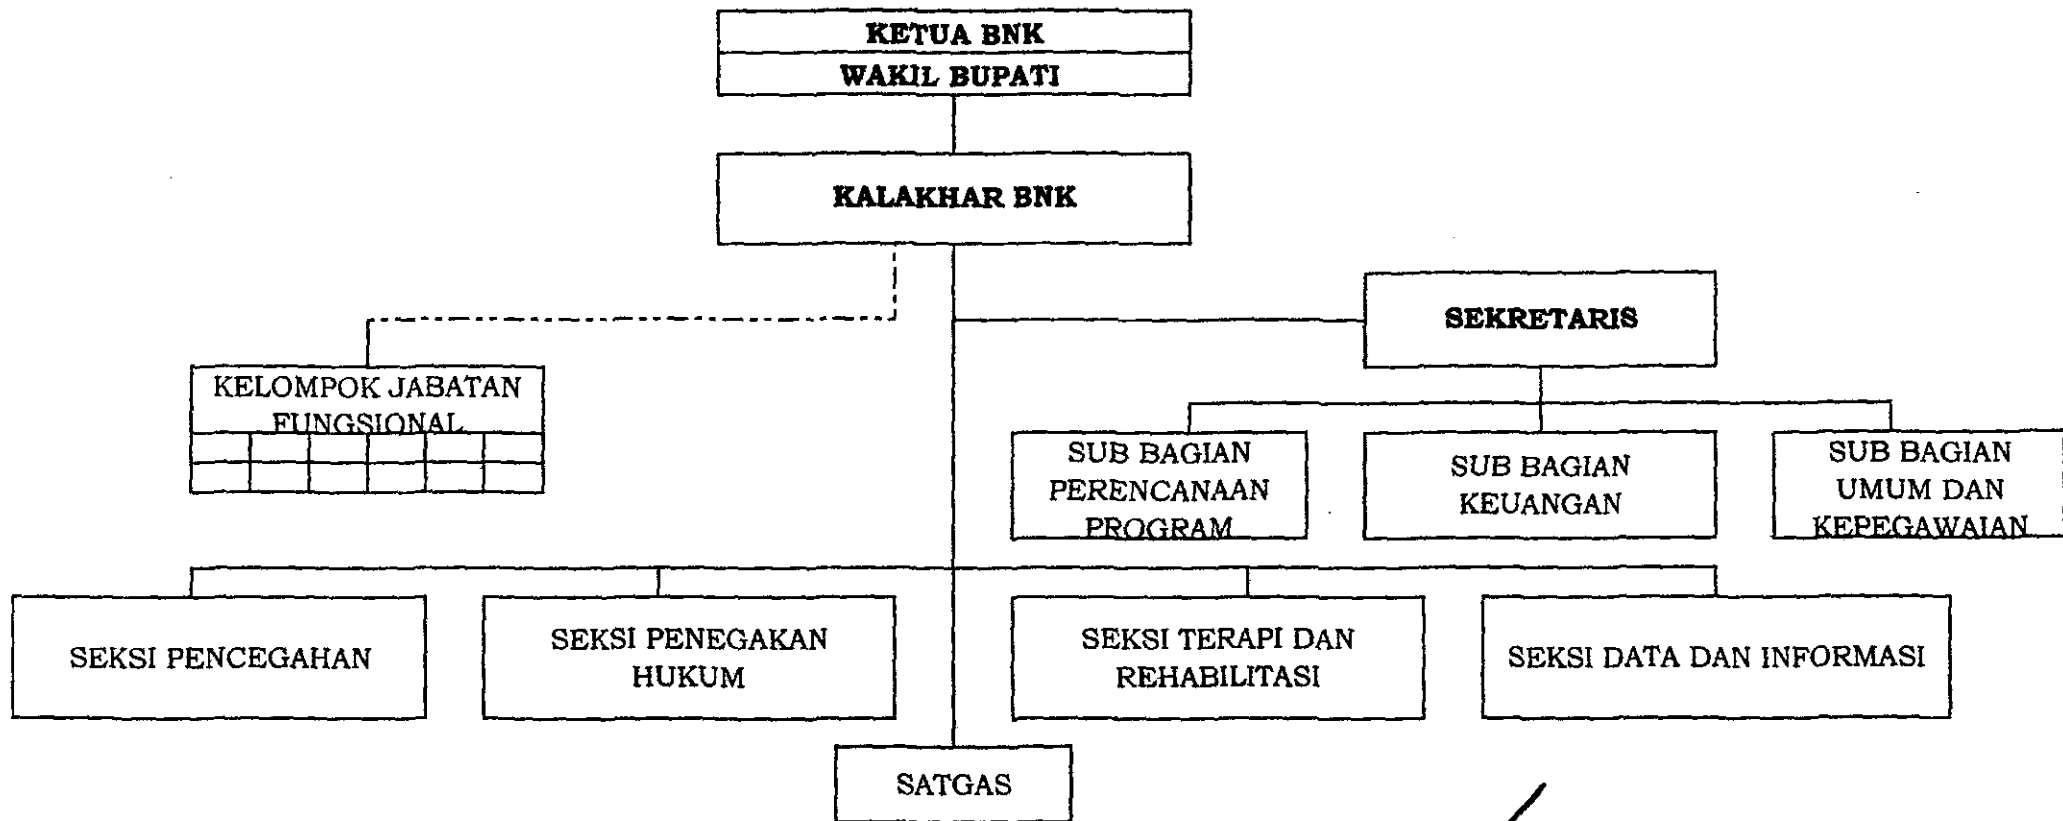 KETUA BNK
WAKIL BUPATI
KALAKHAR BNK
SEKRETARIS
KELOMPOK JABATAN
FUNGSIONAL
SUB BAGIAN
PERENCANAAN
PROGRAM
SUB BAGIAN
KEUANGAN
SUB BAGIAN
UMUM DAN
KEPEGAWAIAN
SEKSI PENCEGAHAN
SEKSI PENEGAKAN
HUKUM
SEKSI TERAPI DAN
REHABILITASI
SEKSI DATA DAN INFORMASI
SATGAS